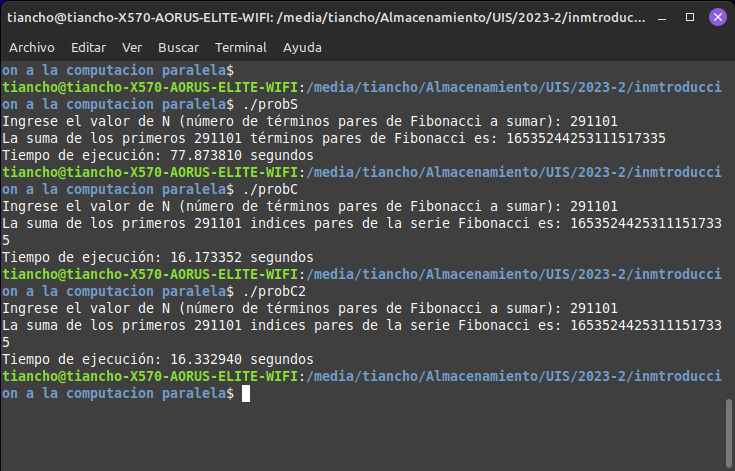 tiancho@tiancho-X570-AORUS-ELITE-WIFI: /media/tiancho/Almacenamiento/UIS/2023-2/inmtroduc...
Archivo Editar Ver Buscar Terminal Ayuda
on a la computacion paralela$
tiancho@tiancho-X570-AORUS-ELITE-WIFI:/media/tiancho/Almacenamiento/UIS/2023-2/inmtroducci
on a la computacion paralela$ ./probS
Ingrese el valor de N (número de términos pares de Fibonacci a sumar): 291101
La suma de los primeros 291101 términos pares de Fibonacci es: 16535244253111517335
Tiempo de ejecución: 77.873810 segundos
tiancho@tiancho-X570-AORUS-ELITE-WIFI:/media/tiancho/Almacenamiento/UIS/2023-2/inmtroducci
on a la computacion paralela$ ./probC
Ingrese el valor de N (número de términos pares de Fibonacci a sumar): 291101
La suma de los primeros 291101 indices pares de la serie Fibonacci es: 1653524425311151733
5
Tiempo de ejecución: 16.173352 segundos
tiancho@tiancho-X570-AORUS-ELITE-WIFI:/media/tiancho/Almacenamiento/UIS/2023-2/inmtroducci
on a la computacion paralela$ ./probC2
Ingrese el valor de N (número de términos pares de Fibonacci a sumar): 291101
La suma de los primeros 291101 indices pares de la serie Fibonacci es: 1653524425311151733
5
Tiempo de ejecución: 16.332940 segundos
tiancho@tiancho-X570-AORUS-ELITE-WIFI:/media/tiancho/Almacenamiento/UIS/2023-2/inmtroducci
on a la computacion paralela$